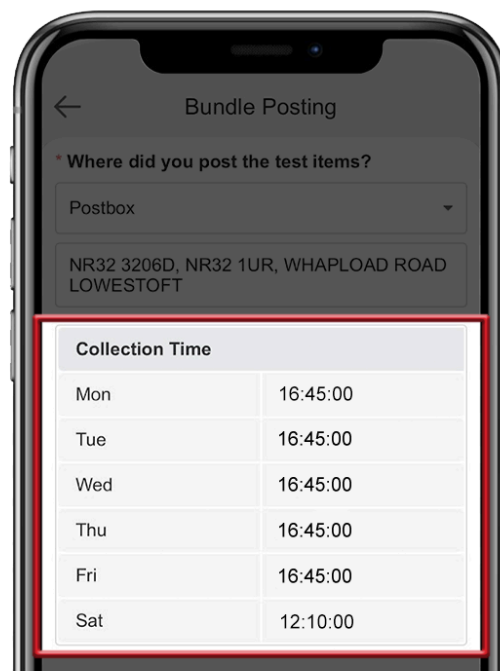 Bundle Posting
* Where did you post the test items?
Postbox
NR32 3206D, NR32 1UR, WHAPLOAD ROAD
LOWESTOFT
Collection Time
Mon 16:45:00
Tue 16:45:00
Wed 16:45:00
Thu 16:45:00
Fri 16:45:00
Sat 12:10:00